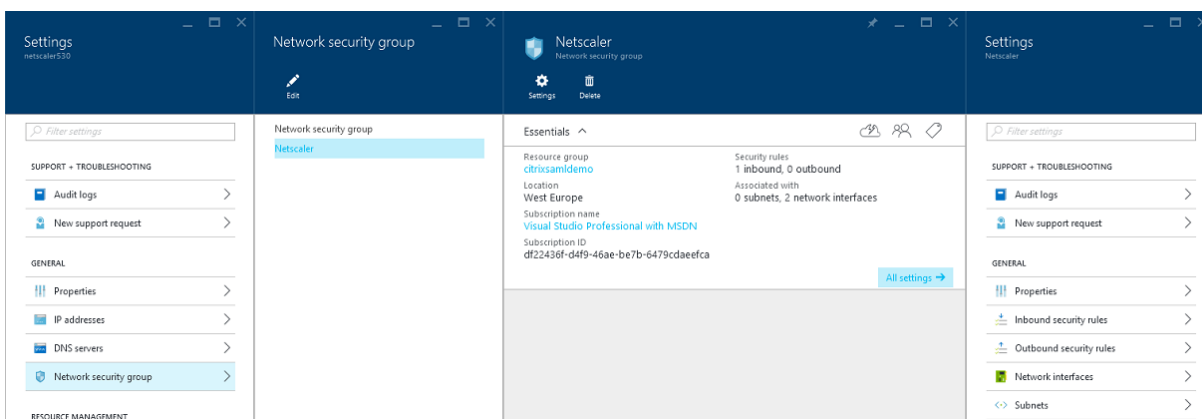 Settings
netscaler530
Filter settings
SUPPORT + TROUBLESHOOTING
Audit logs
New support request
GENERAL
Properties
IP addresses
DNS servers
Network security group
RESOURCE MANAGEMENT
Network security group
Edit
Network security group
Netscaler
Netscaler
Network security group
Settings
Delete
Essentials
Resource group
citrixsamldemo
Location
West Europe
Subscription name
Visual Studio Professional with MSDN
Subscription ID
df22436f-d4f9-46ae-be7b-6479cdaeefca
Security rules
1 inbound, 0 outbound
Associated with
0 subnets, 2 network interfaces
All settings
Settings
Netscaler
Filter settings
SUPPORT + TROUBLESHOOTING
Audit logs
New support request
GENERAL
Properties
Inbound security rules
Outbound security rules
Network interfaces
Subnets